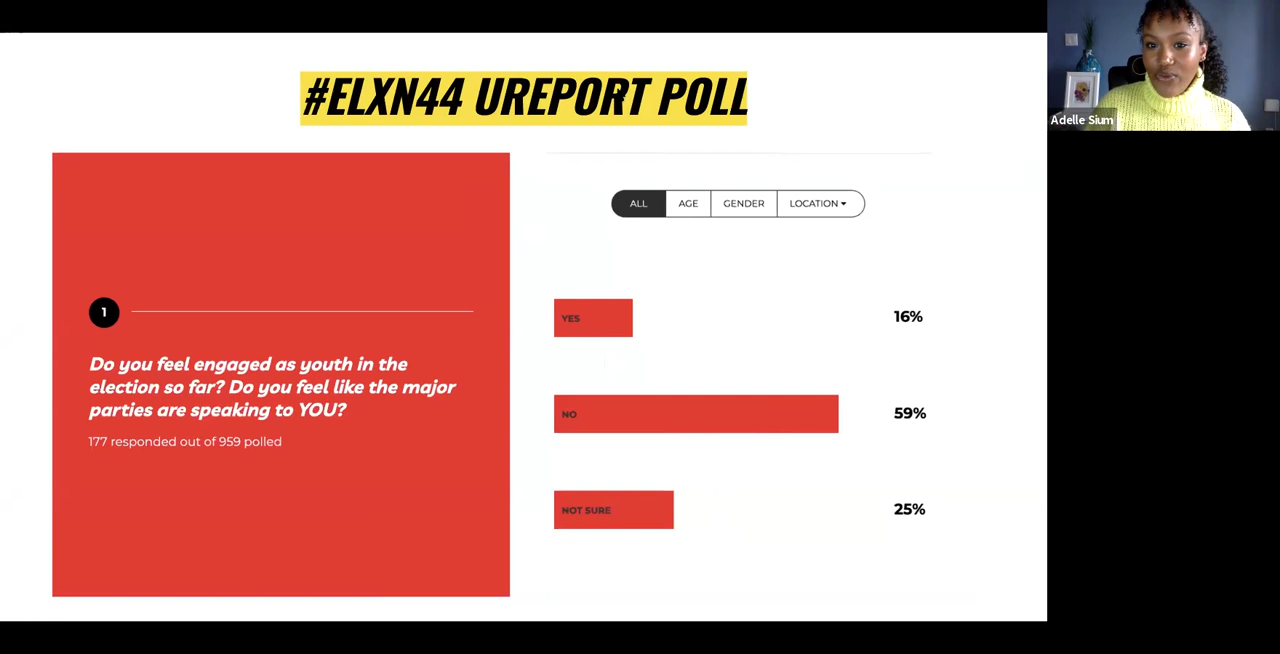 #ELXN44 UREPORT POLL
Adelle Sium
ALL AGE GENDER LOCATION
1
Do you feel engaged as youth in the
election so far? Do you feel like the major
parties are speaking to YOU?
177 responded out of 959 polled
YES 16%
NO 59%
NOT SURE 25%